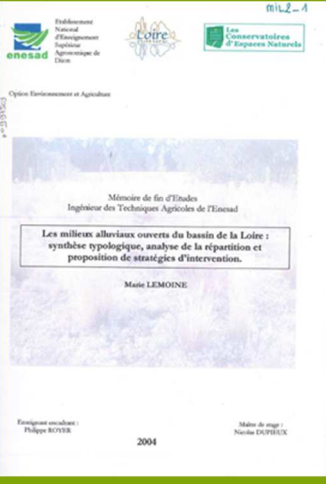 MIL2_1
Etablissement
National
d'Enseignement
Supérieur
Agronomique de
Dijon
enesad
Loire
Les
Conservatoires
d'Espaces Naturels
Option Environnement et Agriculture
Mémoire de fin d'Etudes
Ingénieur des Techniques Agricoles de l'Enesad
Les milieux alluviaux ouverts du bassin de la Loire :
synthèse typologique, analyse de la répartition et
proposition de stratégies d'intervention.
Marie LEMOINE
Enseignant encadrant :
Philippe ROYER
Maître de stage :
Nicolas DUPIEUX
2004